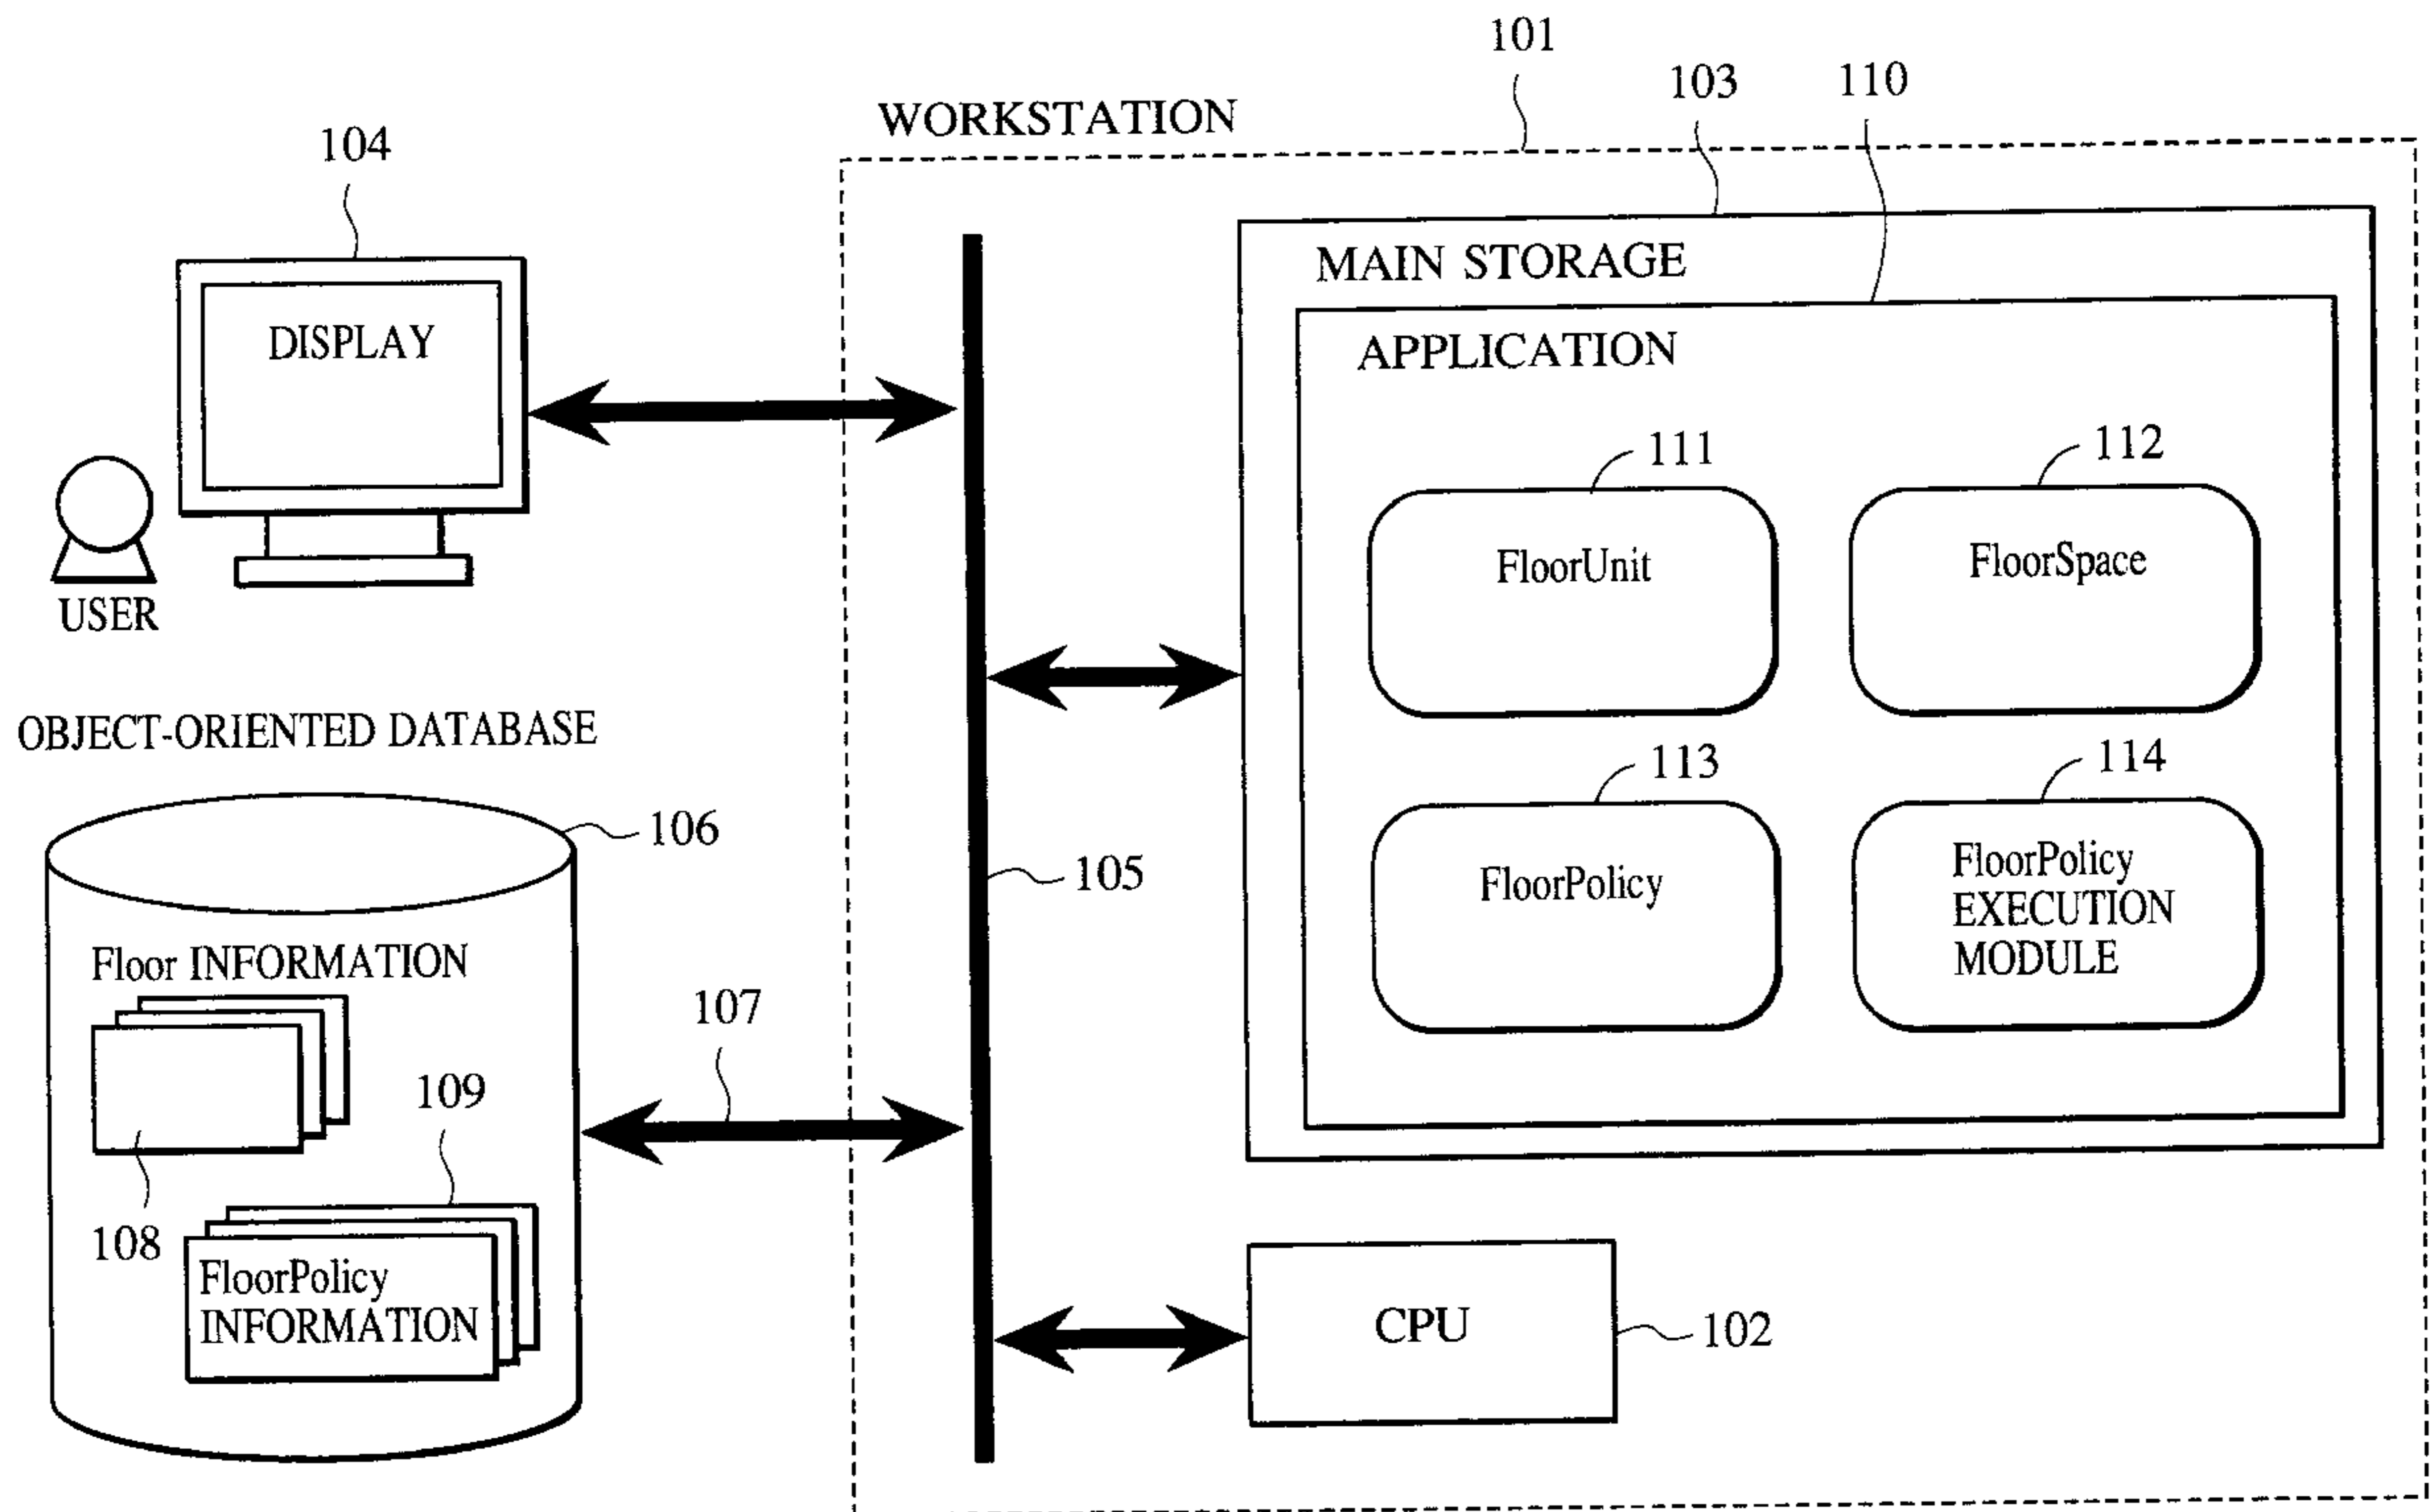 101
103
110
WORKSTATION
104
MAIN STORAGE
DISPLAY
APPLICATION
111
112
FloorUnit
FloorSpace
USER
OBJECT-ORIENTED DATABASE
113
114
106
105
FloorPolicy
FloorPolicy
EXECUTION
MODULE
Floor INFORMATION
107
109
108
FloorPolicy
INFORMATION
CPU
102